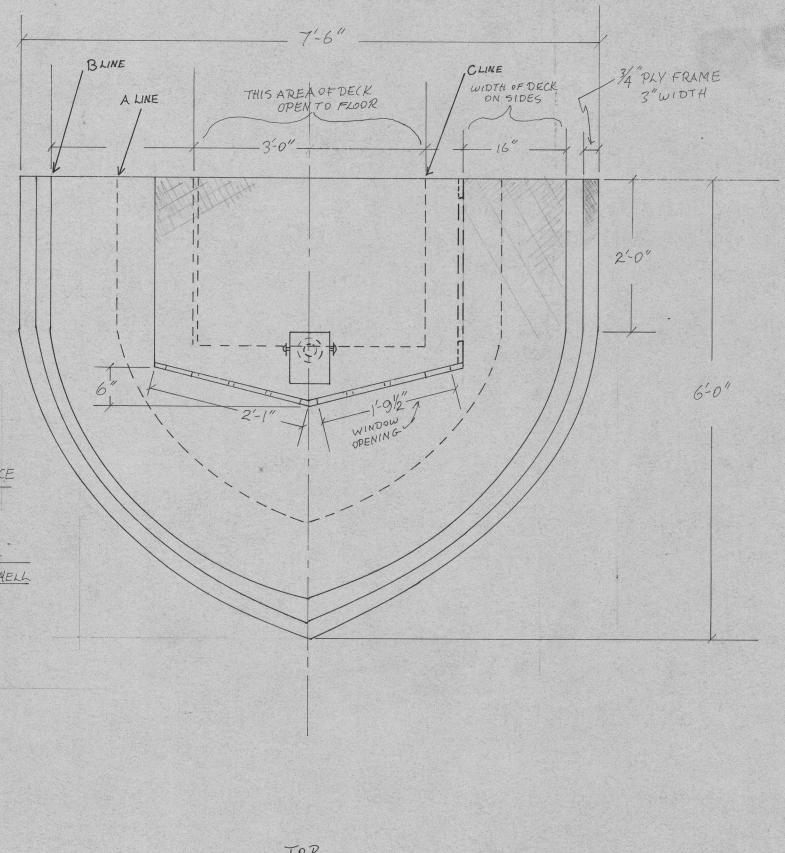 7'-6"
B LINE
A LINE
THIS AREA OF DECK
OPEN TO FLOOR
C LINE
WIDTH OF DECK
ON SIDES
3/4" PLY FRAME
3" WIDTH
3'-0"
16"
2'-0"
6'-0"
6"
2'-1"
1'-9½"
WINDOW
OPENING
TOP